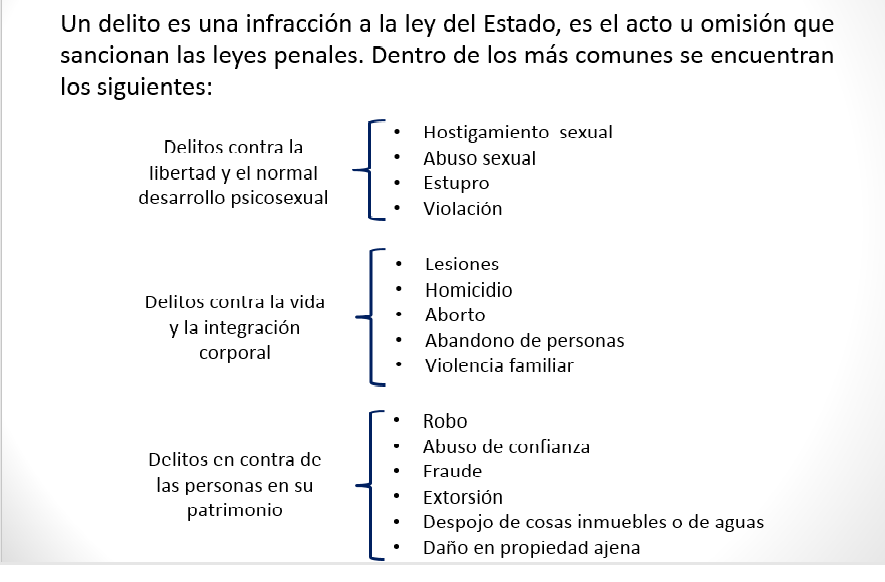 Un delito es una infracción a la ley del Estado, es el acto u omisión que
sancionan las leyes penales. Dentro de los más comunes se encuentran
los siguientes:
Delitos contra la
libertad y el normal
desarrollo psicosexual
• Hostigamiento sexual
• Abuso sexual
• Estupro
• Violación
Delitos contra la vida
y la integración
corporal
• Lesiones
• Homicidio
• Aborto
• Abandono de personas
• Violencia familiar
Delitos en contra de
las personas en su
patrimonio
• Robo
• Abuso de confianza
• Fraude
• Extorsión
• Despojo de cosas inmuebles o de aguas
• Daño en propiedad ajena